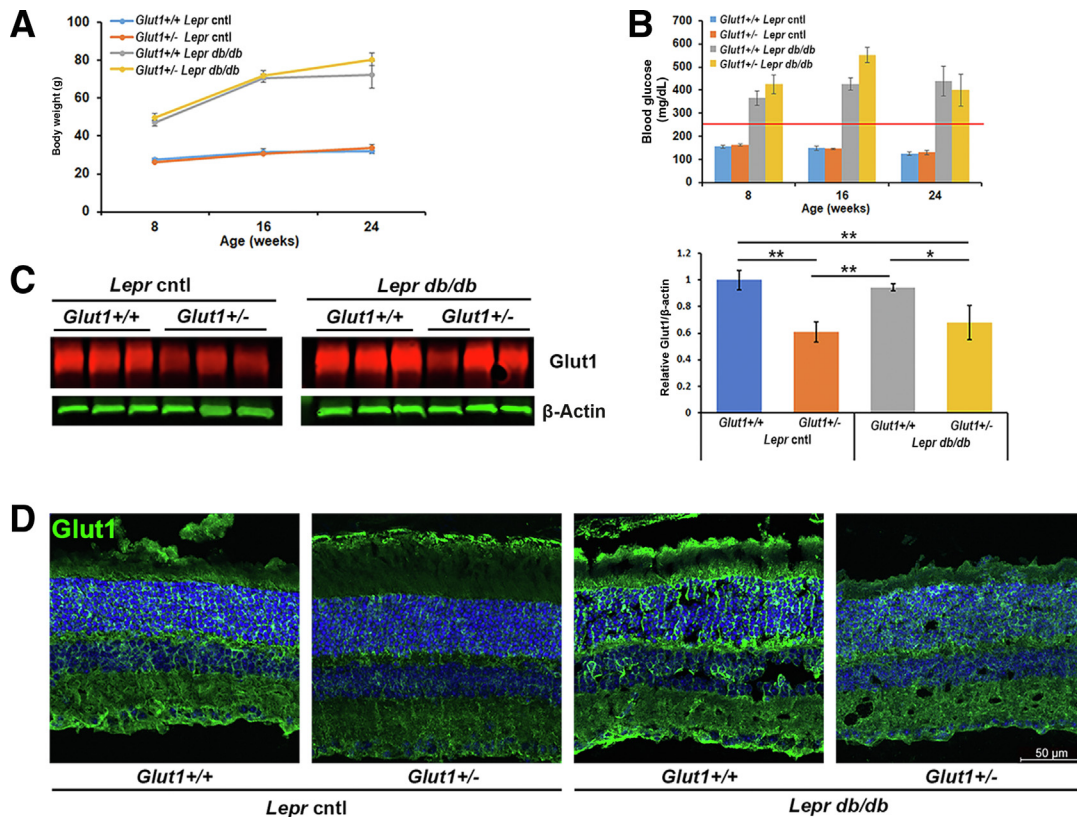 A
Glut1+/+ Lepr cntl
Glut1+/- Lepr cntl
Glut1+/+ Lepr db/db
Glut1+/- Lepr db/db
Body weight (g)
100
80
60
40
20
0
8 16 24
Age (weeks)
B
Glut1+/+ Lepr cntl
Glut1+/- Lepr cntl
Glut1+/+ Lepr db/db
Glut1+/- Lepr db/db
Blood glucose
(mg/dL)
700
600
500
400
300
200
100
0
8 16 24
Age (weeks)
C
Lepr cntl Lepr db/db
Glut1+/+ Glut1+/- Glut1+/+ Glut1+/-
Glut1
β-Actin
**
** *
**
Relative Glut1/β-actin
1.2
1
0.8
0.6
0.4
0.2
0
Glut1+/+ Glut1+/- Glut1+/+ Glut1+/-
Lepr cntl Lepr db/db
D
Glut1
50 µm
Glut1+/+ Glut1+/- Glut1+/+ Glut1+/-
Lepr cntl Lepr db/db